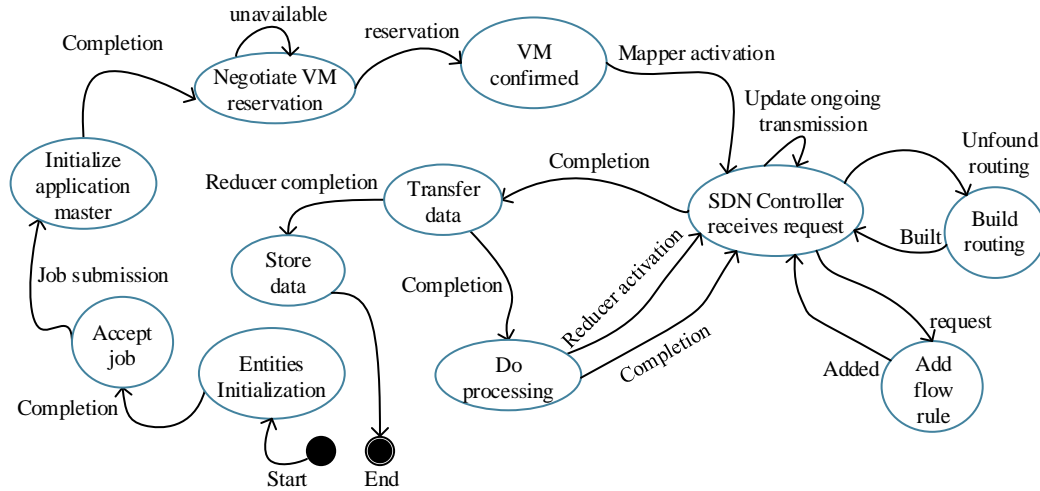 unavailable
Completion
reservation
Negotiate VM
reservation
VM
confirmed
Mapper activation
Update ongoing
transmission
Unfound
routing
Initialize
application
master
Completion
Reducer completion
Transfer
data
SDN Controller
receives request
Build
routing
Built
Store
data
Job submission
Completion
Reducer activation
Completion
request
Accept
job
Entities
Initialization
Do
processing
Added
Add
flow
rule
Completion
Start
End